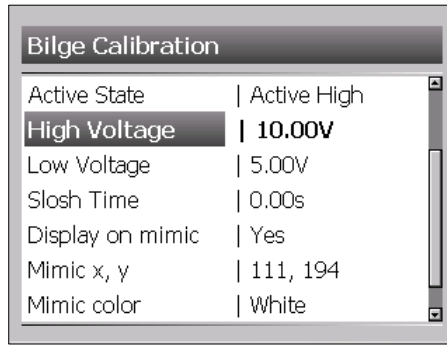 Bilge Calibration
Active State | Active High
High Voltage | 10.00V
Low Voltage | 5.00V
Slosh Time | 0.00s
Display on mimic | Yes
Mimic x, y | 111, 194
Mimic color | White